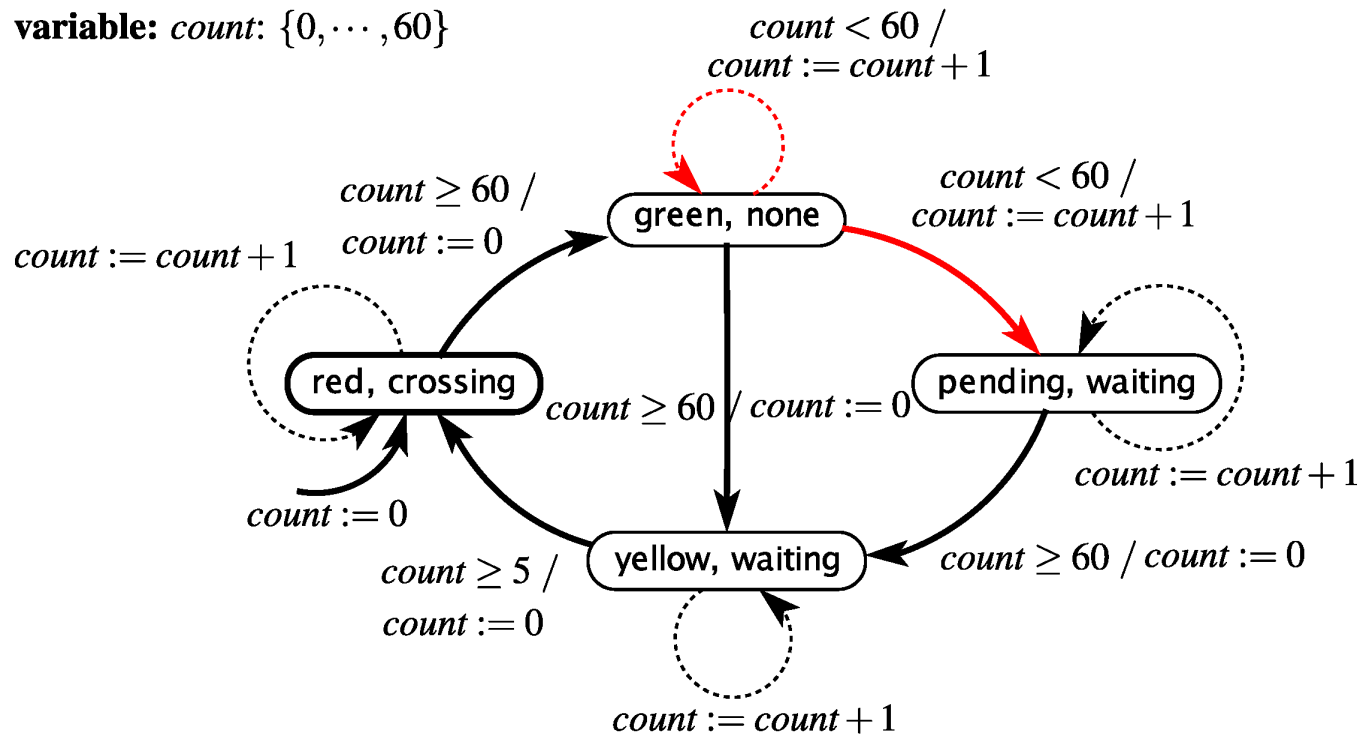 variable: count: {0, ⋯ , 60}
count < 60 /
count := count + 1
count ≥ 60 /
count := 0
count < 60 /
count := count + 1
green, none
count := count + 1
red, crossing
pending, waiting
count ≥ 60 / count := 0
count := count + 1
count := 0
yellow, waiting
count ≥ 60 / count := 0
count ≥ 5 /
count := 0
count := count + 1